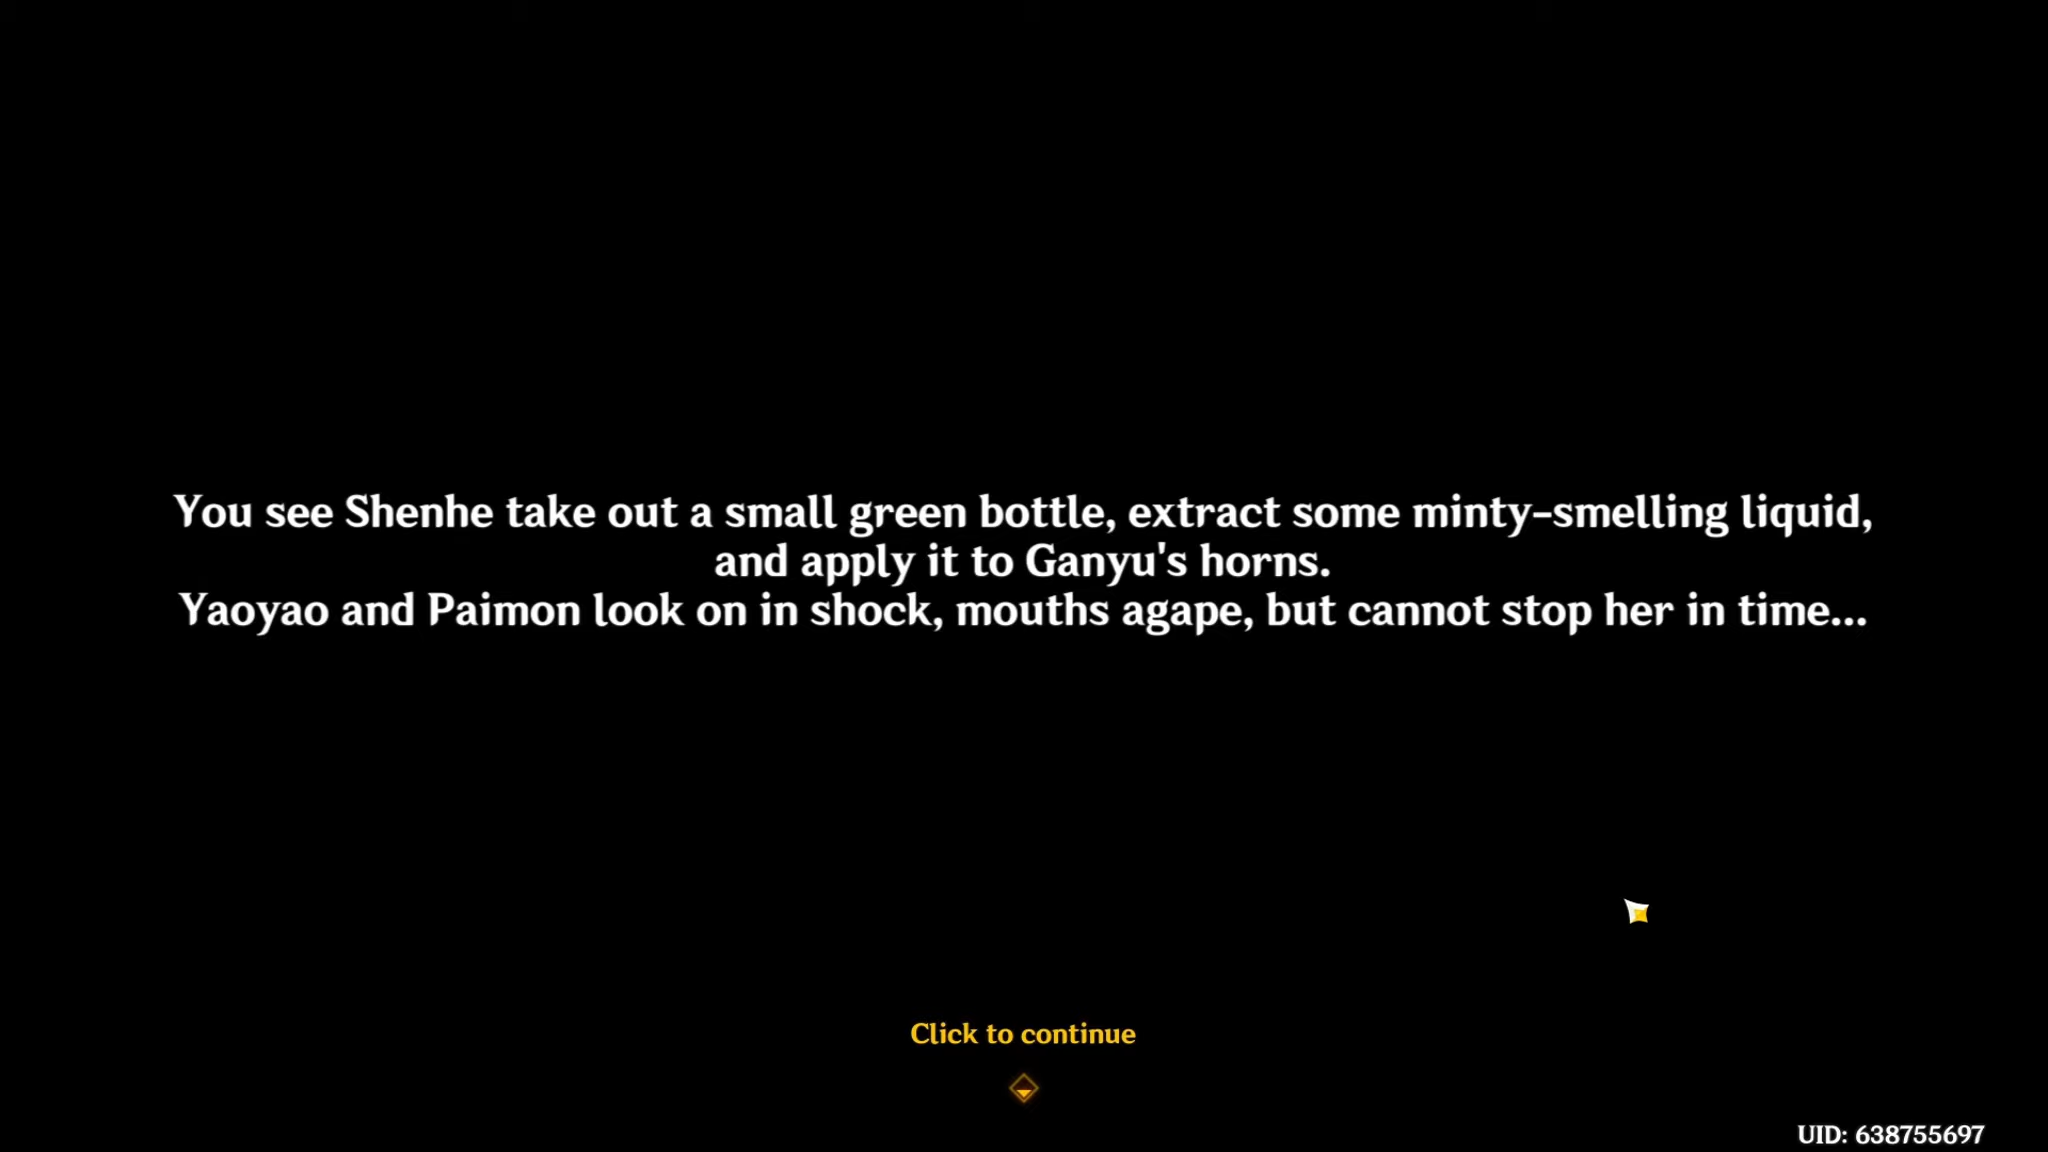 You see Shenhe take out a small green bottle, extract some minty-smelling liquid,
and apply it to Ganyu's horns.
Yaoyao and Paimon look on in shock, mouths agape, but cannot stop her in time...
Click to continue
UID: 638755697